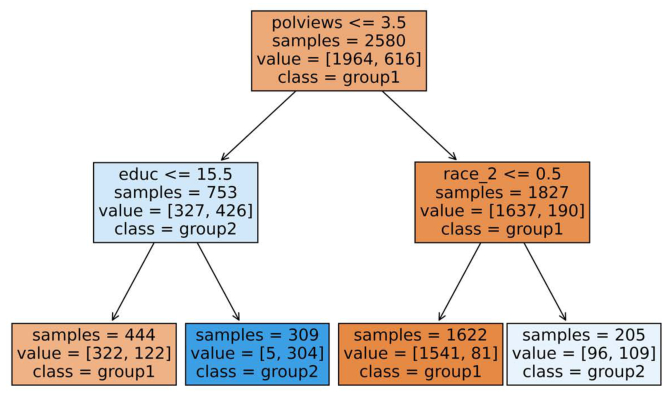 polviews <= 3.5
samples = 2580
value = [1964, 616]
class = group1
educ <= 15.5
samples = 753
value = [327, 426]
class = group2
race_2 <= 0.5
samples = 1827
value = [1637, 190]
class = group1
samples = 444
value = [322, 122]
class = group1
samples = 309
value = [5, 304]
class = group2
samples = 1622
value = [1541, 81]
class = group1
samples = 205
value = [96, 109]
class = group2